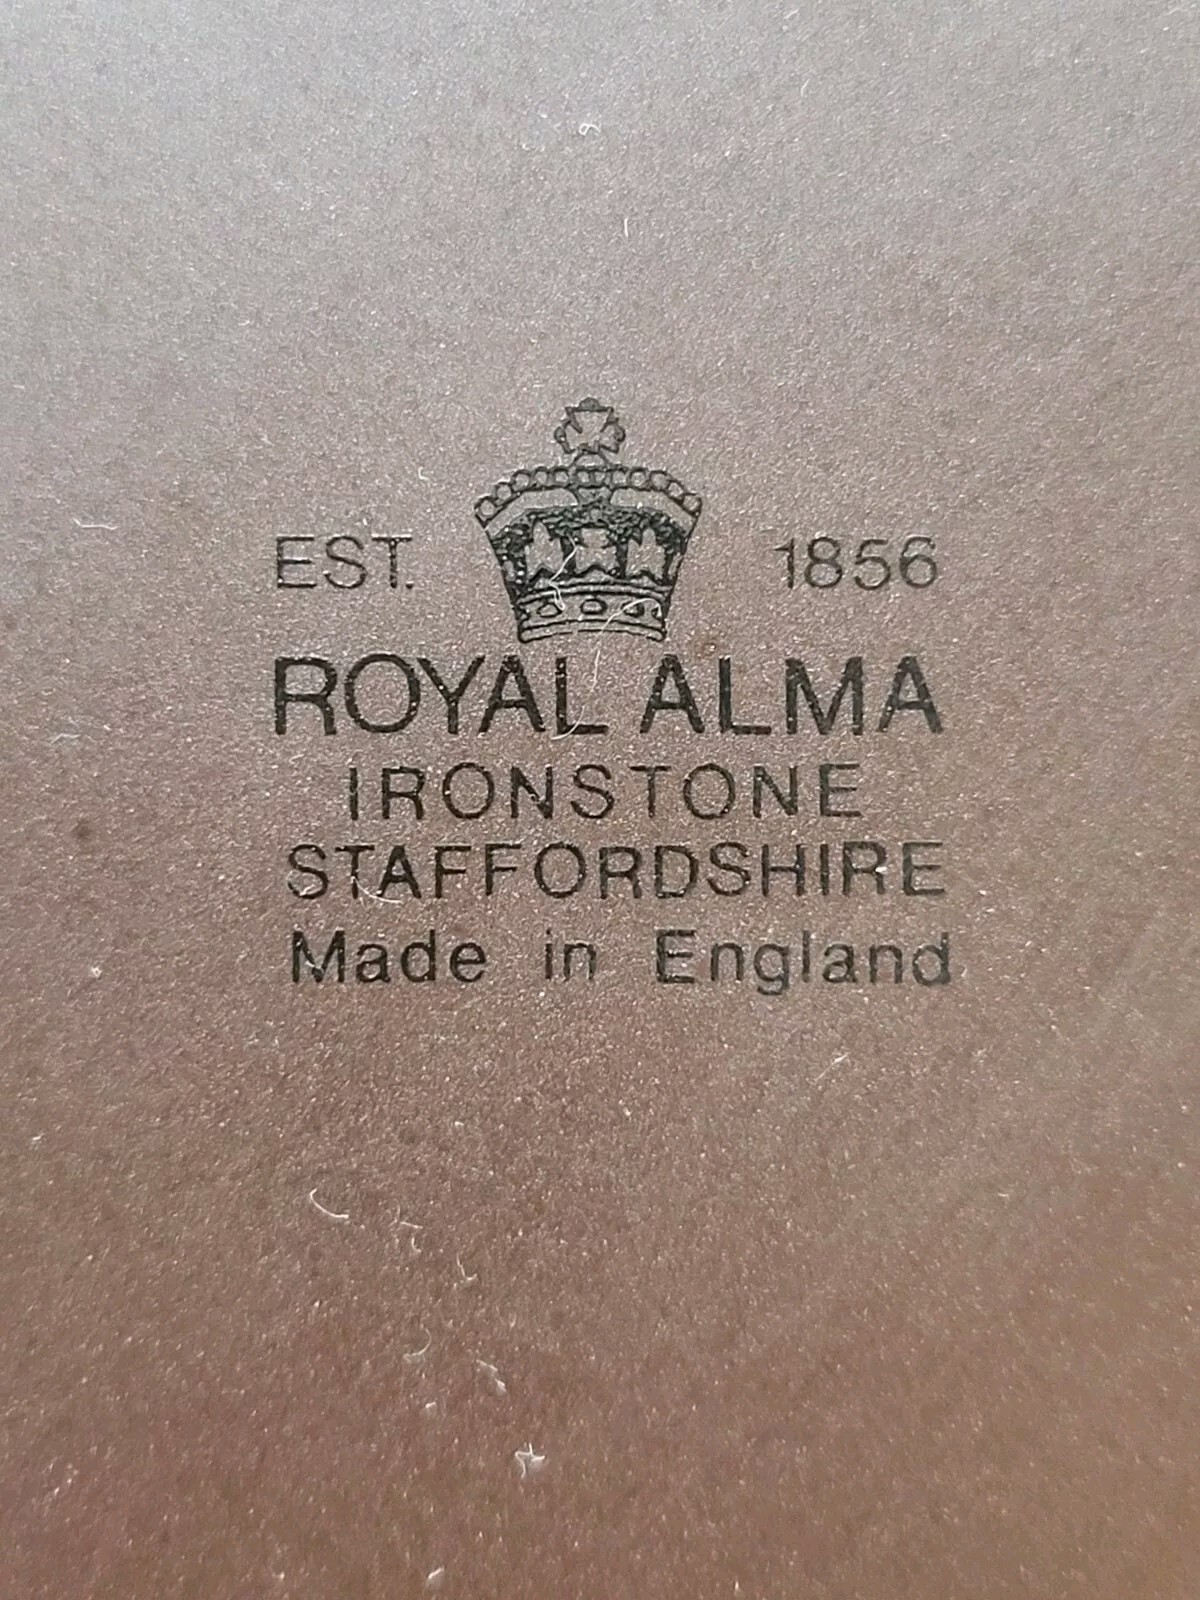 EST. 1856
ROYAL ALMA
IRONSTONE
STAFFORDSHIRE
Made in England